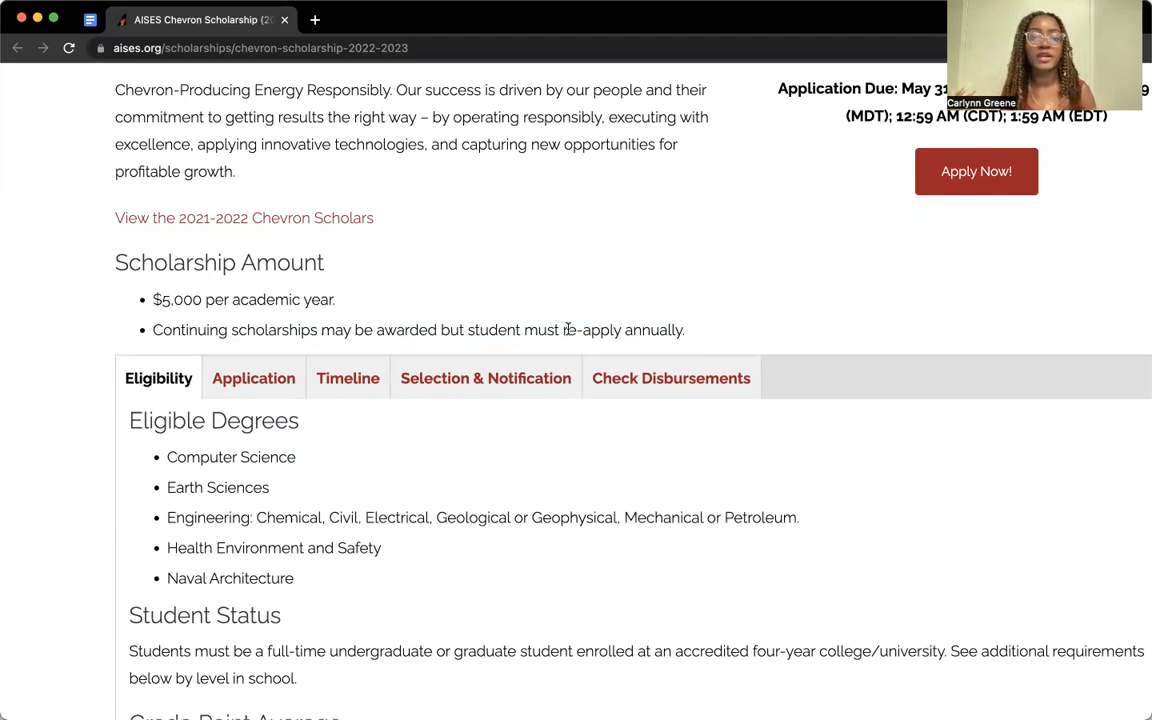 AISES Chevron Scholarship (20
aises.org/scholarships/chevron-scholarship-2022-2023
Chevron-Producing Energy Responsibly. Our success is driven by our people and their
commitment to getting results the right way – by operating responsibly, executing with
excellence, applying innovative technologies, and capturing new opportunities for
profitable growth.
View the 2021-2022 Chevron Scholars
Application Due: May 31
9
(MDT); 12:59 AM (CDT); 1:59 AM (EDT)
Carlynn Greene
Apply Now!
Scholarship Amount
• $5,000 per academic year.
• Continuing scholarships may be awarded but student must re-apply annually.
Eligibility Application Timeline Selection & Notification Check Disbursements
Eligible Degrees
• Computer Science
• Earth Sciences
• Engineering: Chemical, Civil, Electrical, Geological or Geophysical, Mechanical or Petroleum.
• Health Environment and Safety
• Naval Architecture
Student Status
Students must be a full-time undergraduate or graduate student enrolled at an accredited four-year college/university. See additional requirements
below by level in school.
Grade Point Average